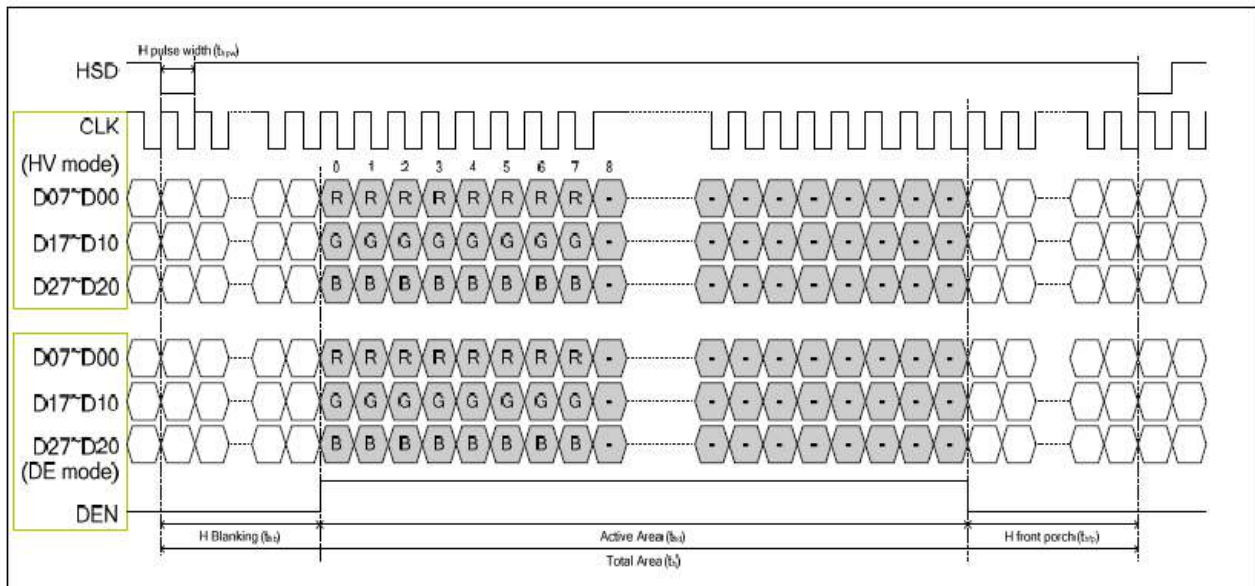 H pulse width (thpw)
HSD
CLK
(HV mode)
0 1 2 3 4 5 6 7 8
D07~D00 R R R R R R R R - - - - - - - - -
D17~D10 G G G G G G G G - - - - - - - - -
D27~D20 B B B B B B B B - - - - - - - - -
D07~D00 R R R R R R R R - - - - - - - - -
D17~D10 G G G G G G G G - - - - - - - - -
D27~D20 B B B B B B B B - - - - - - - - -
(DE mode)
DEN
H Blanking Active Area H front porch
Total Area